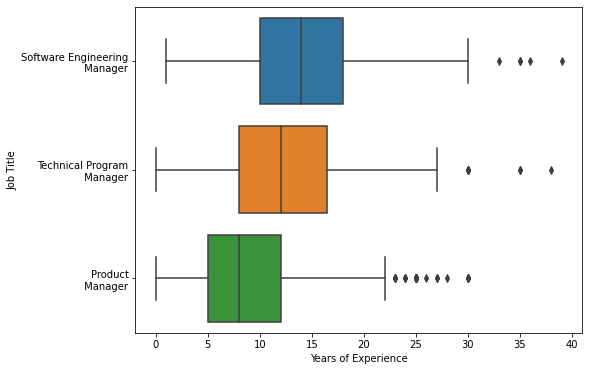 Software Engineering
Manager
Technical Program
Manager
Product
Manager
Job Title
0 5 10 15 20 25 30 35 40
Years of Experience